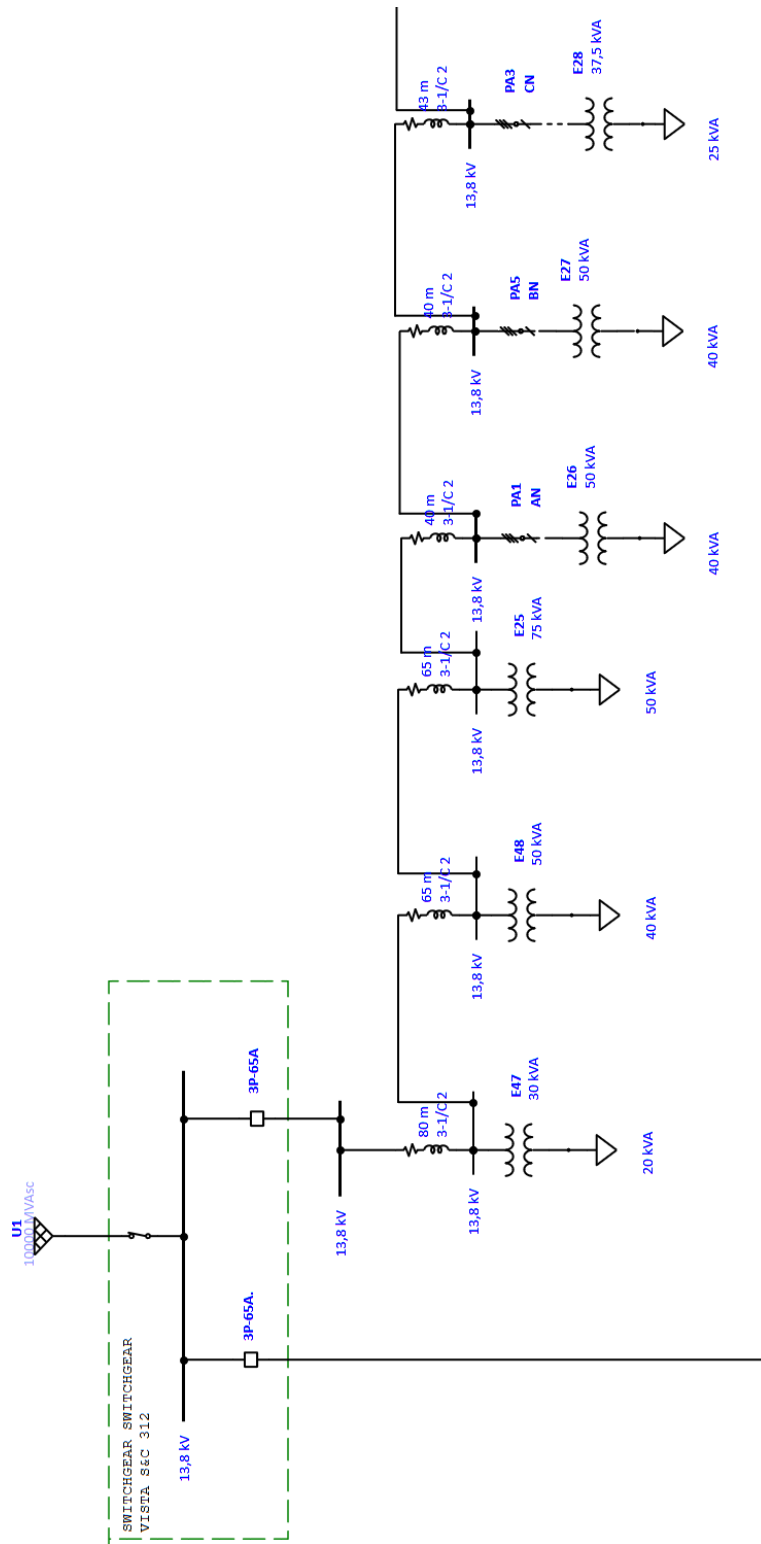 43 m
3-1/C 2
PA3
CN
E28
37,5 kVA
13,8 kV
25 kVA
40 m
3-1/C 2
PA5
BN
E27
50 kVA
13,8 kV
40 kVA
40 m
3-1/C 2
PA1
AN
E26
50 kVA
13,8 kV
40 kVA
65 m
3-1/C 2
E25
75 kVA
13,8 kV
50 kVA
65 m
3-1/C 2
E48
50 kVA
13,8 kV
40 kVA
80 m
3-1/C 2
E47
30 kVA
13,8 kV
20 kVA
U1
10000 MVAsc
3P-65A
13,8 kV
3P-65A.
SWITCHGEAR SWITCHGEAR
VISTA S&C 312
13,8 kV